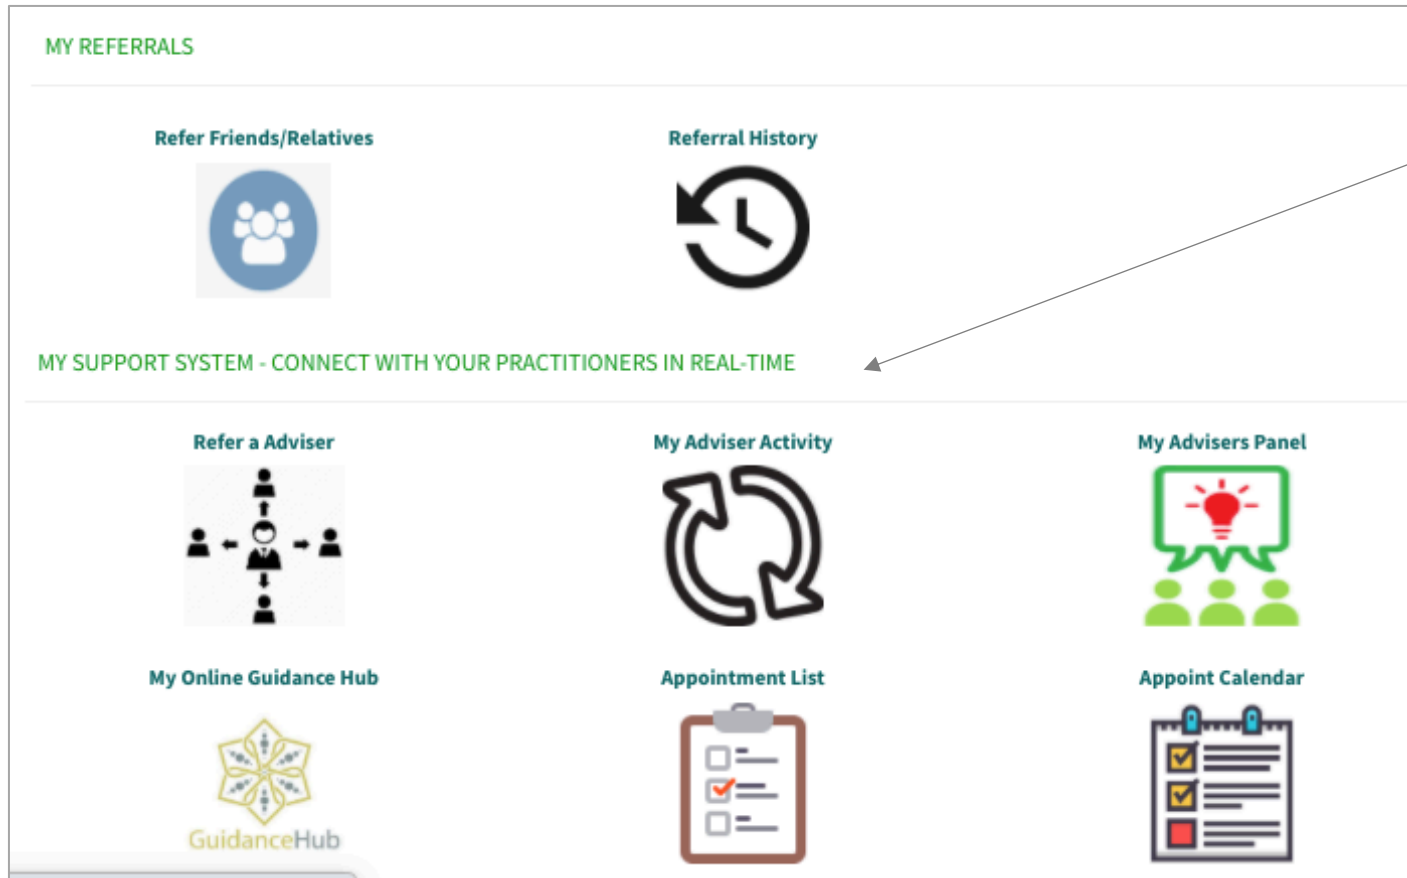 MY REFERRALS
Refer Friends/Relatives
Referral History
MY SUPPORT SYSTEM - CONNECT WITH YOUR PRACTITIONERS IN REAL-TIME
Refer a Adviser
My Adviser Activity
My Advisers Panel
My Online Guidance Hub
Appointment List
Appoint Calendar
GuidanceHub